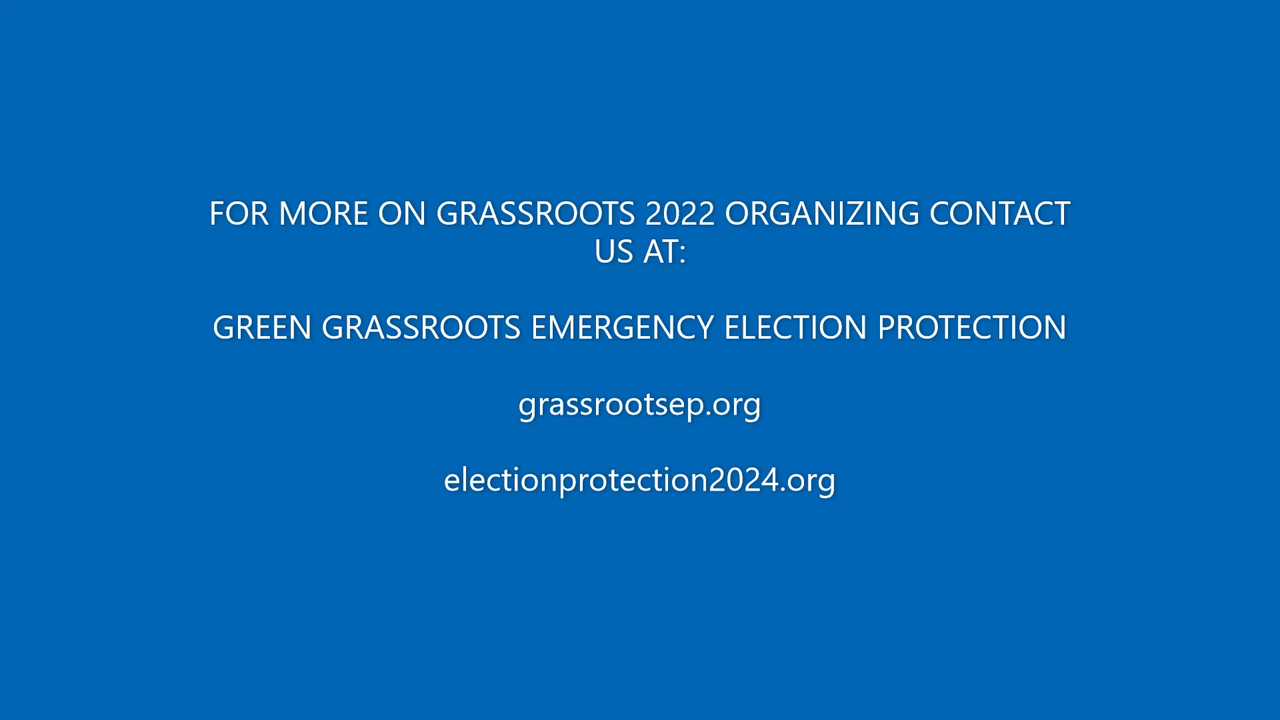 FOR MORE ON GRASSROOTS 2022 ORGANIZING CONTACT
US AT:
GREEN GRASSROOTS EMERGENCY ELECTION PROTECTION
grassrootsep.org
electionprotection2024.org